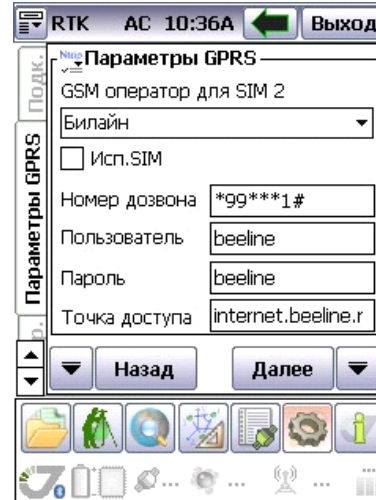 RTK AC 10:36A Выход
Подк.
Параметры GPRS
Ntrip
Параметры GPRS
GSM оператор для SIM 2
Билайн
Исп.SIM
Номер дозвона *99***1#
Пользователь beeline
Пароль beeline
Точка доступа internet.beeline.r
Назад Далее